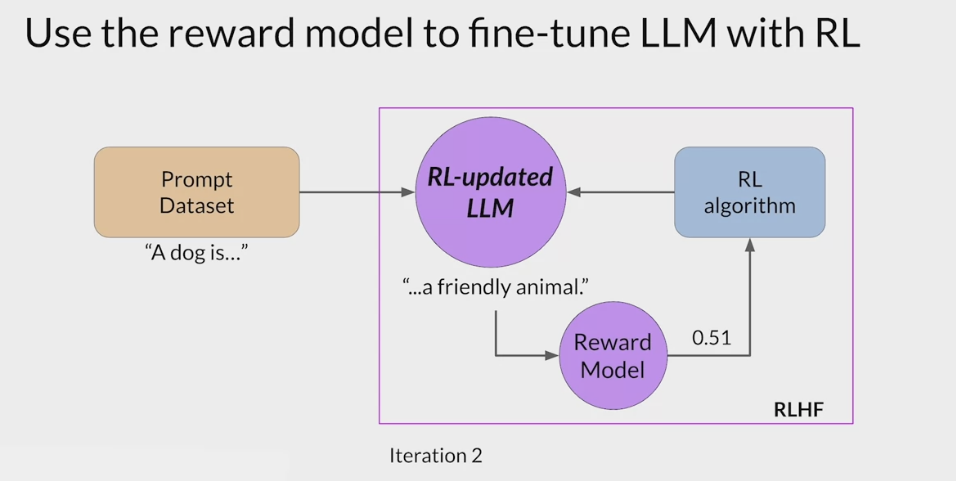 Use the reward model to fine-tune LLM with RL
Prompt
Dataset
“A dog is...”
RL-updated
LLM
“...a friendly animal.”
RL
algorithm
Reward
Model
0.51
RLHF
Iteration 2